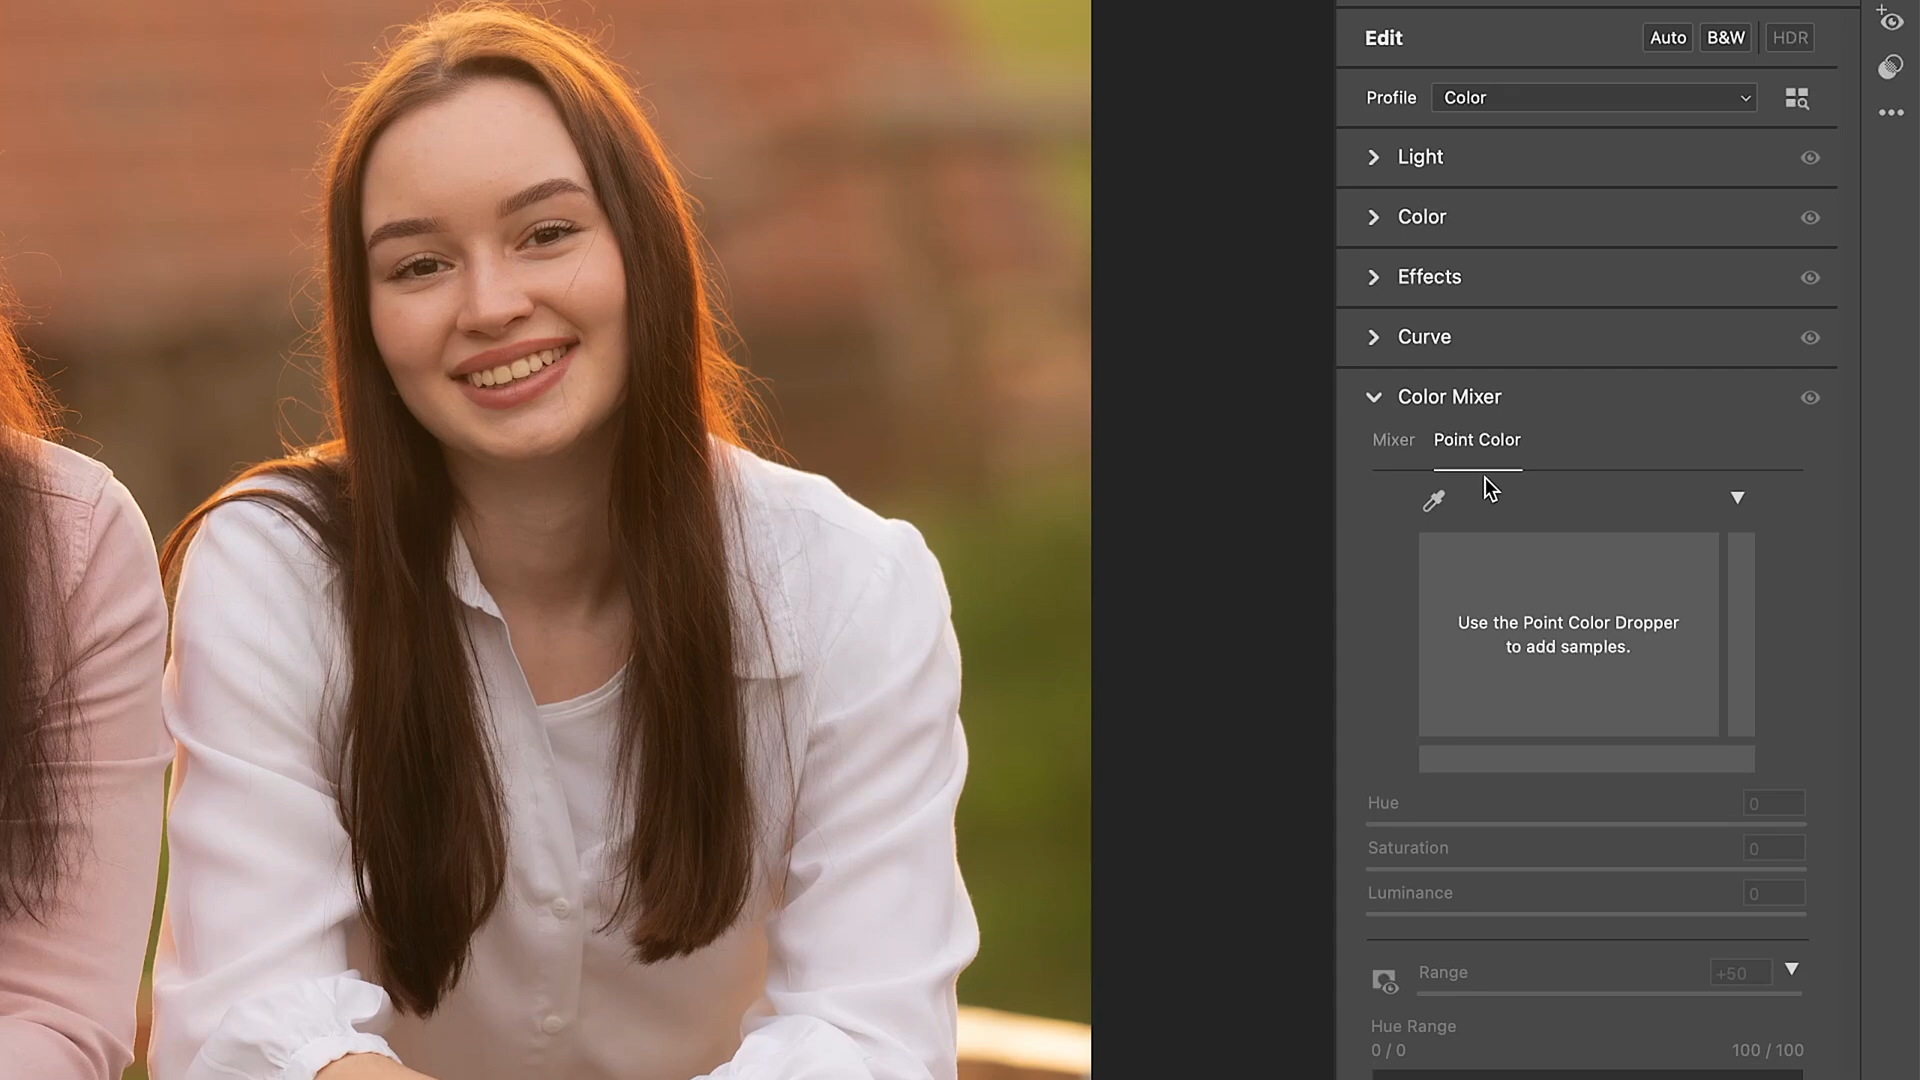 Edit
Auto
B&W
HDR
Profile
Color
Light
Color
Effects
Curve
Color Mixer
Mixer
Point Color
Use the Point Color Dropper
to add samples.
Hue
0
Saturation
0
Luminance
0
Range
+50
Hue Range
0 / 0
100 / 100